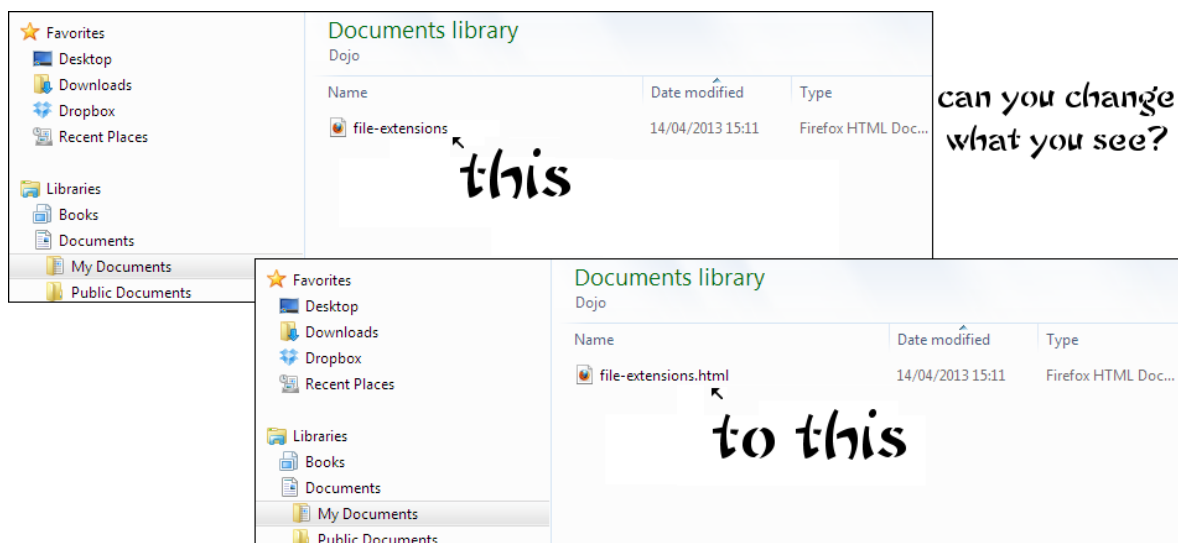 Favorites
Desktop
Downloads
Dropbox
Recent Places
Libraries
Books
Documents
My Documents
Public Documents
Documents library
Dojo
Name Date modified Type
file-extensions 14/04/2013 15:11 Firefox HTML Doc...
this
can you change
what you see?
Favorites
Desktop
Downloads
Dropbox
Recent Places
Libraries
Books
Documents
My Documents
Public Documents
Documents library
Dojo
Name Date modified Type
file-extensions.html 14/04/2013 15:11 Firefox HTML Doc...
to this